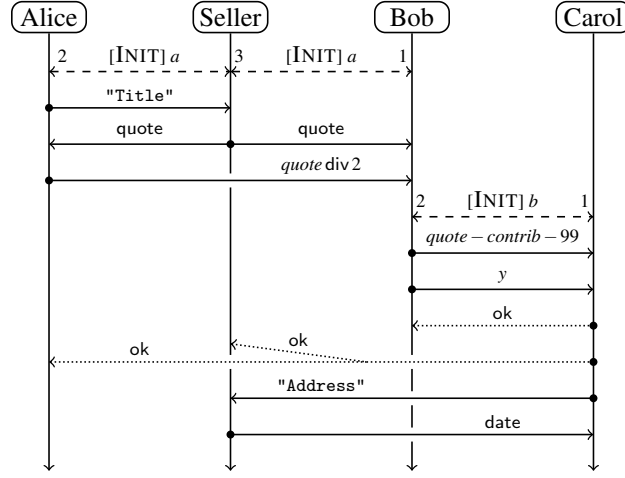 Alice Seller Bob Carol
2 [INIT] a 3 [INIT] a 1
"Title"
quote quote
quote div 2
2 [INIT] b 1
quote − contrib − 99
y
ok
ok
ok
"Address"
date